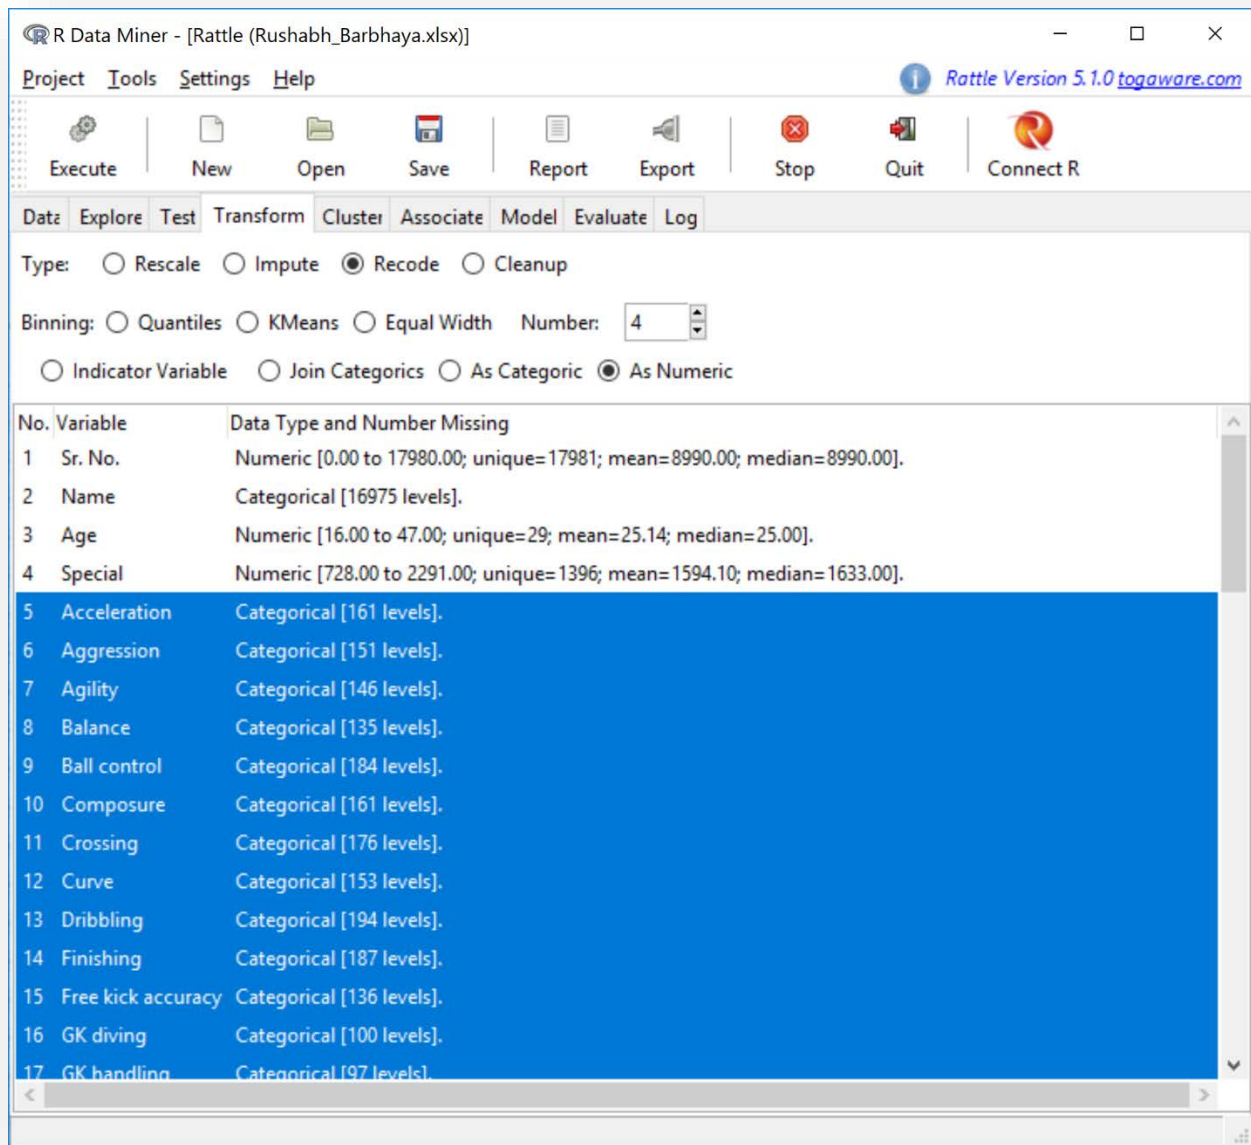 R Data Miner - [Rattle (Rushabh_Barbhaya.xlsx)]
Project Tools Settings Help Rattle Version 5.1.0 togaware.com
Execute New Open Save Report Export Stop Quit Connect R
Data Explore Test Transform Cluster Associate Model Evaluate Log
Type: Rescale Impute Recode Cleanup
Binning: Quantiles KMeans Equal Width Number: 4
Indicator Variable Join Categorics As Categoric As Numeric
No. Variable Data Type and Number Missing
1 Sr. No. Numeric [0.00 to 17980.00; unique=17981; mean=8990.00; median=8990.00].
2 Name Categorical [16975 levels].
3 Age Numeric [16.00 to 47.00; unique=29; mean=25.14; median=25.00].
4 Special Numeric [728.00 to 2291.00; unique=1396; mean=1594.10; median=1633.00].
5 Acceleration Categorical [161 levels].
6 Aggression Categorical [151 levels].
7 Agility Categorical [146 levels].
8 Balance Categorical [135 levels].
9 Ball control Categorical [184 levels].
10 Composure Categorical [161 levels].
11 Crossing Categorical [176 levels].
12 Curve Categorical [153 levels].
13 Dribbling Categorical [194 levels].
14 Finishing Categorical [187 levels].
15 Free kick accuracy Categorical [136 levels].
16 GK diving Categorical [100 levels].
17 GK handling Categorical [97 levels].